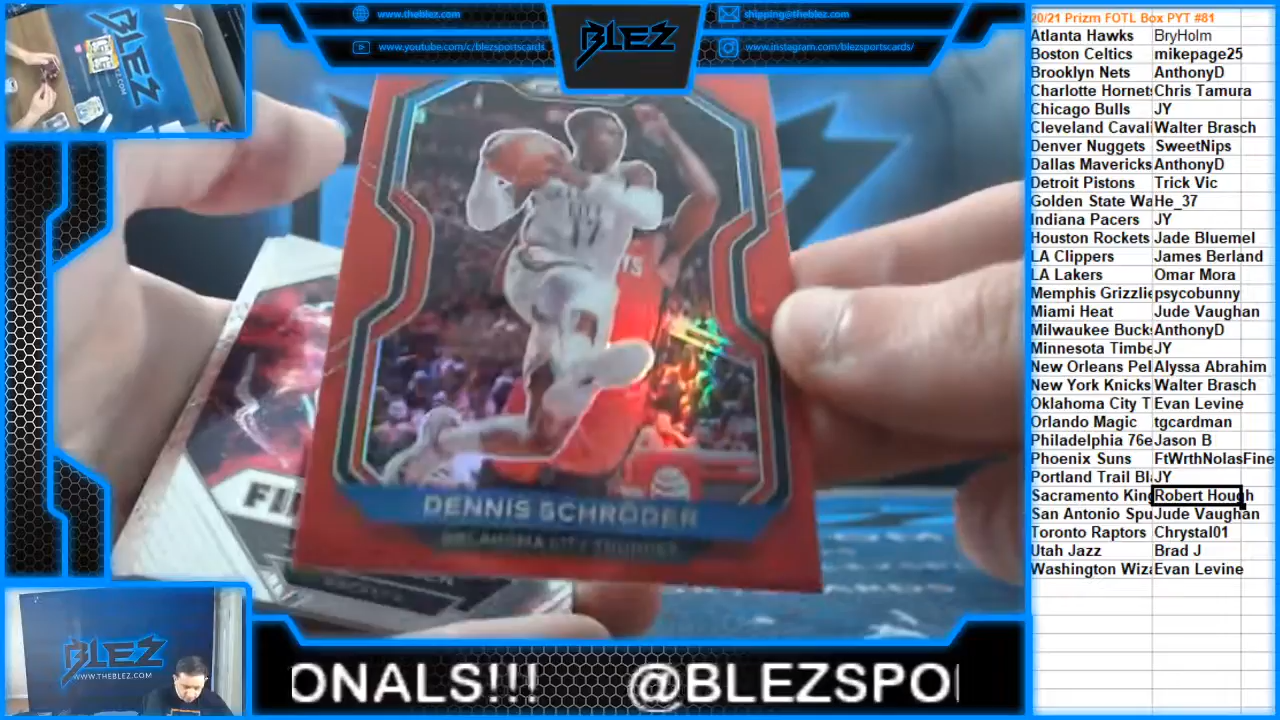 www.theblez.com
BLEZ
shipping@theblez.com
www.youtube.com/c/blezsportscards/
www.instagram.com/blezsportscards/
20/21 Prizm FOTL Box PYT #81
Atlanta Hawks BryHolm
Boston Celtics mikepage25
Brooklyn Nets AnthonyD
Charlotte Hornet Chris Tamura
Chicago Bulls JY
Cleveland Caval Walter Brasch
Denver Nuggets SweetNips
Dallas Mavericks AnthonyD
Detroit Pistons Trick Vic
Golden State Wa He_37
Indiana Pacers JY
Houston Rockets Jade Bluemel
LA Clippers James Berland
LA Lakers Omar Mora
Memphis Grizzlie psycobunny
Miami Heat Jude Vaughan
Milwaukee Buck AnthonyD
Minnesota Timbe JY
New Orleans Pel Alyssa Abrahim
New York Knicks Walter Brasch
Oklahoma City T Evan Levine
Orlando Magic tgcardman
Philadelphia 76e Jason B
Phoenix Suns FtWrthNolasFine
Portland Trail Bl JY
Sacramento King Robert Hough
San Antonio Spu Jude Vaughan
Toronto Raptors Chrystal01
Utah Jazz Brad J
Washington Wiza Evan Levine
DENNIS SCHRÖDER
OKLAHOMA CITY THUNDER
BLEZ
WWW.THEBLEZ.COM
ONALS!!! @BLEZSPO